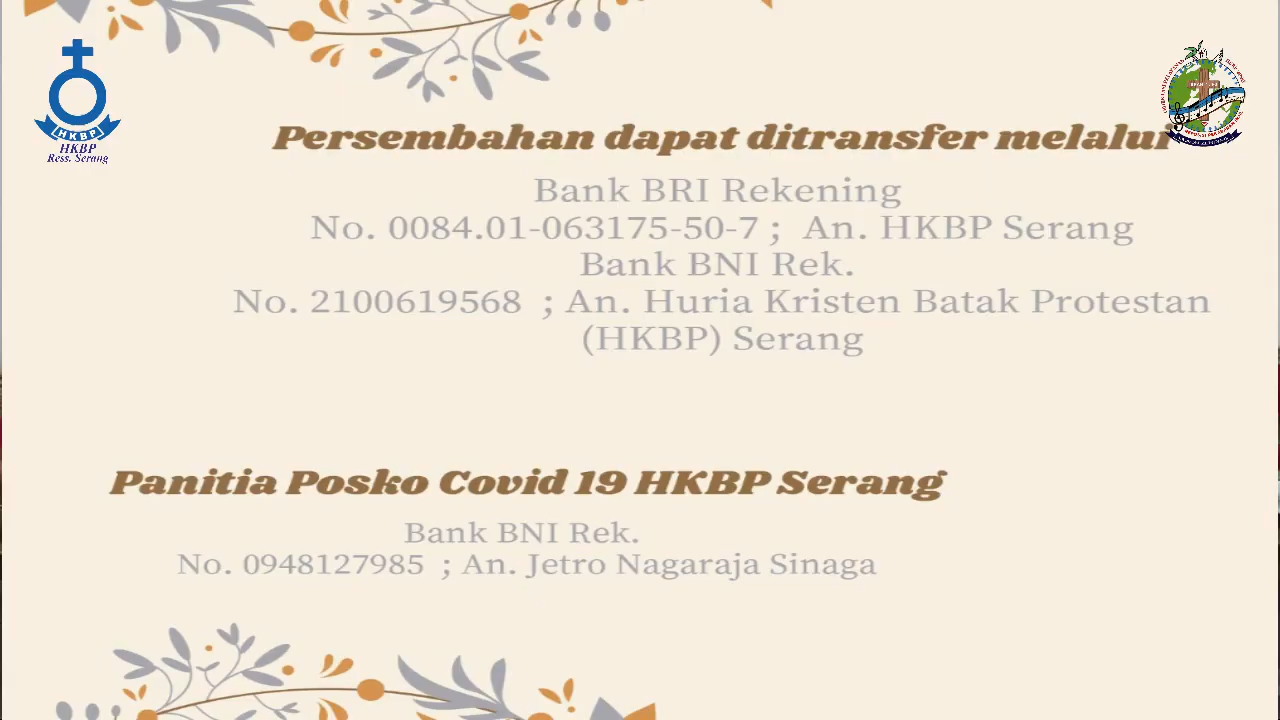 HKBP
HKBP
Ress. Serang
Persembahan dapat ditransfer melalui
Bank BRI Rekening
No. 0084.01-063175-50-7 ; An. HKBP Serang
Bank BNI Rek.
No. 2100619568 ; An. Huria Kristen Batak Protestan
(HKBP) Serang
Panitia Posko Covid 19 HKBP Serang
Bank BNI Rek.
No. 0948127985 ; An. Jetro Nagaraja Sinaga